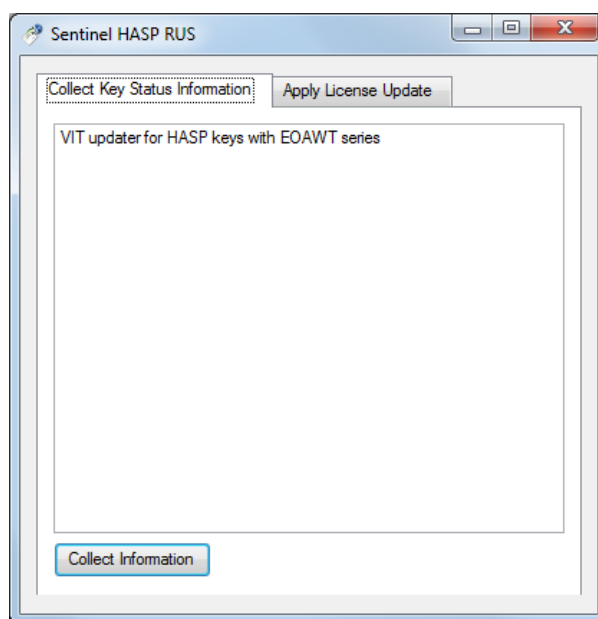 Sentinel HASP RUS
Collect Key Status Information
Apply License Update
VIT updater for HASP keys with EOAWT series
Collect Information